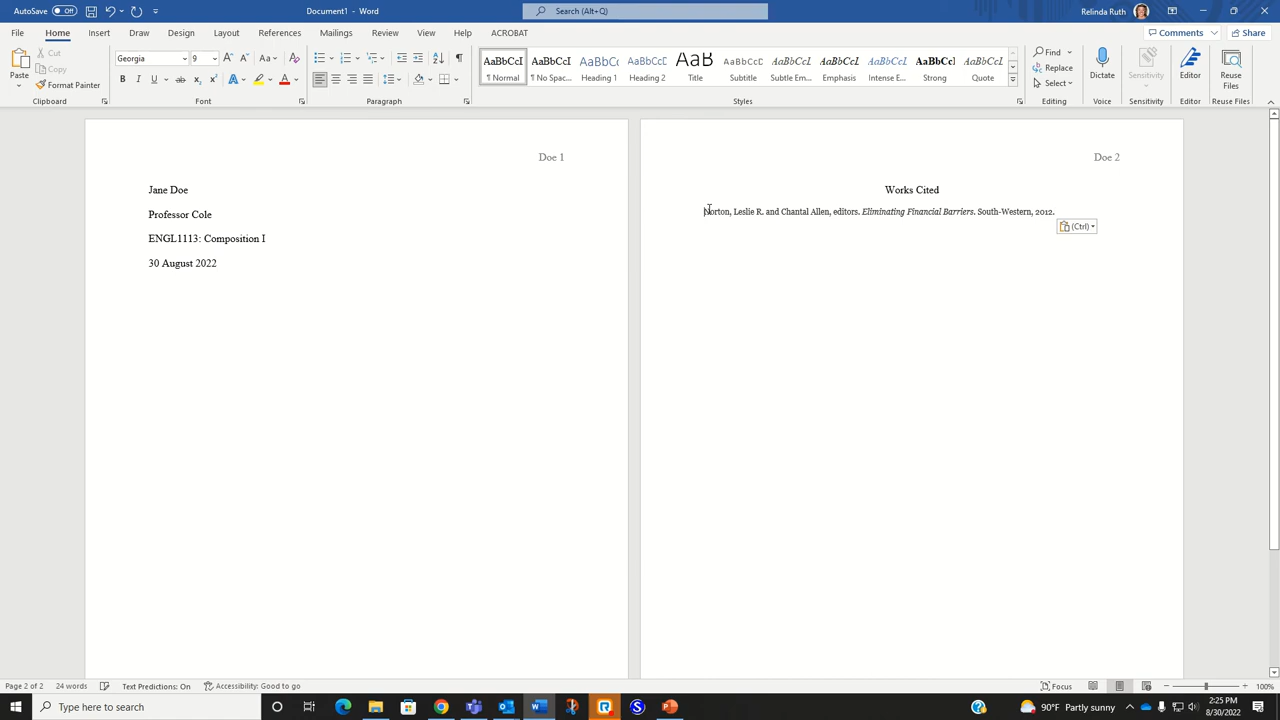 AutoSave Off Document1 - Word Search (Alt+Q) Relinda Ruth
File Home Insert Draw Design Layout References Mailings Review View Help ACROBAT Comments Share
Paste Cut Copy Format Painter
Clipboard
Georgia 9
Font
Paragraph
AaBbCcI AaBbCcI AaBbCc AaBbCcI AaB AaBbCcD AaBbCcI AaBbCcI AaBbCcI AaBbCcI AaBbCcI
¶ Normal ¶ No Spac... Heading 1 Heading 2 Title Subtitle Subtle Em... Emphasis Intense E... Strong Quote
Styles
Find Replace Select
Editing
Dictate
Voice
Sensitivity
Sensitivity
Editor
Editor
Reuse Files
Reuse Files
Doe 1
Jane Doe
Professor Cole
ENGL1113: Composition I
30 August 2022
Doe 2
Works Cited
Norton, Leslie R. and Chantal Allen, editors. Eliminating Financial Barriers. South-Western, 2012.
(Ctrl)
Page 2 of 2 24 words Text Predictions: On Accessibility: Good to go Focus 100%
Type here to search 90°F Partly sunny 2:25 PM
8/30/2022